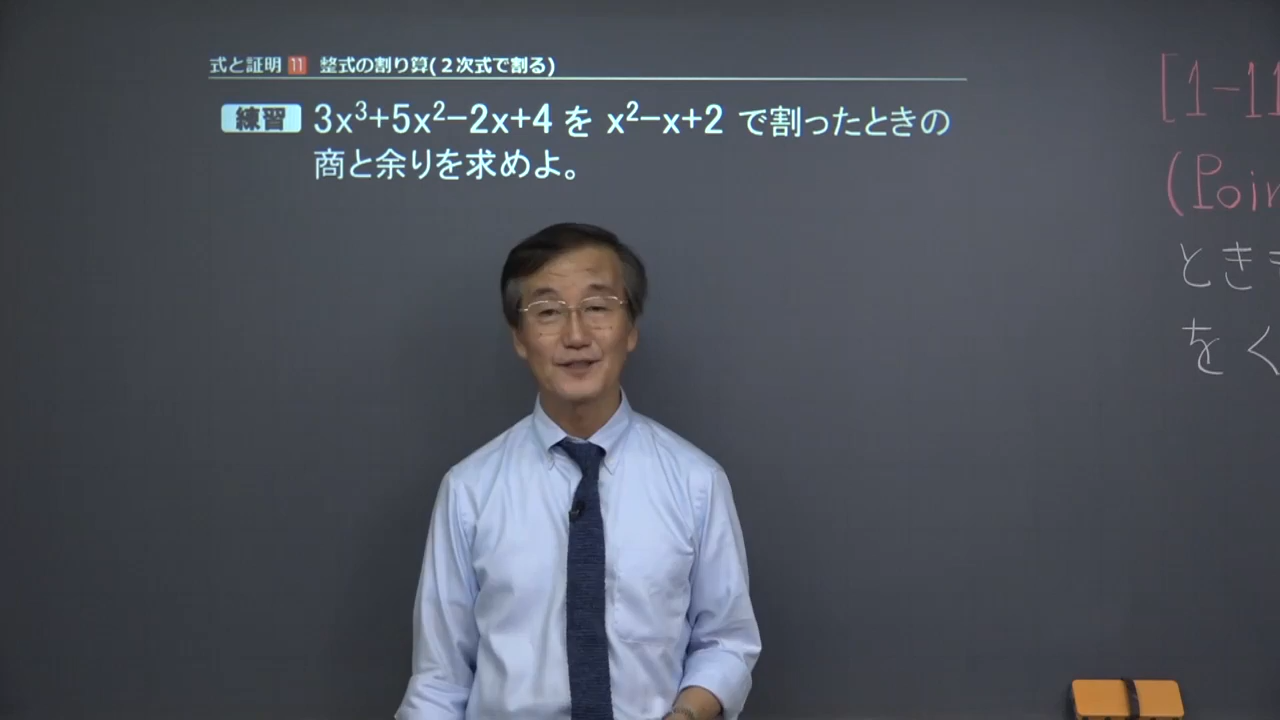 式と証明 11 整式の割り算(2次式で割る)
練習 3x³+5x²−2x+4 を x²−x+2 で割ったときの
商と余りを求めよ。
[1-11
(Poin
とき
をく